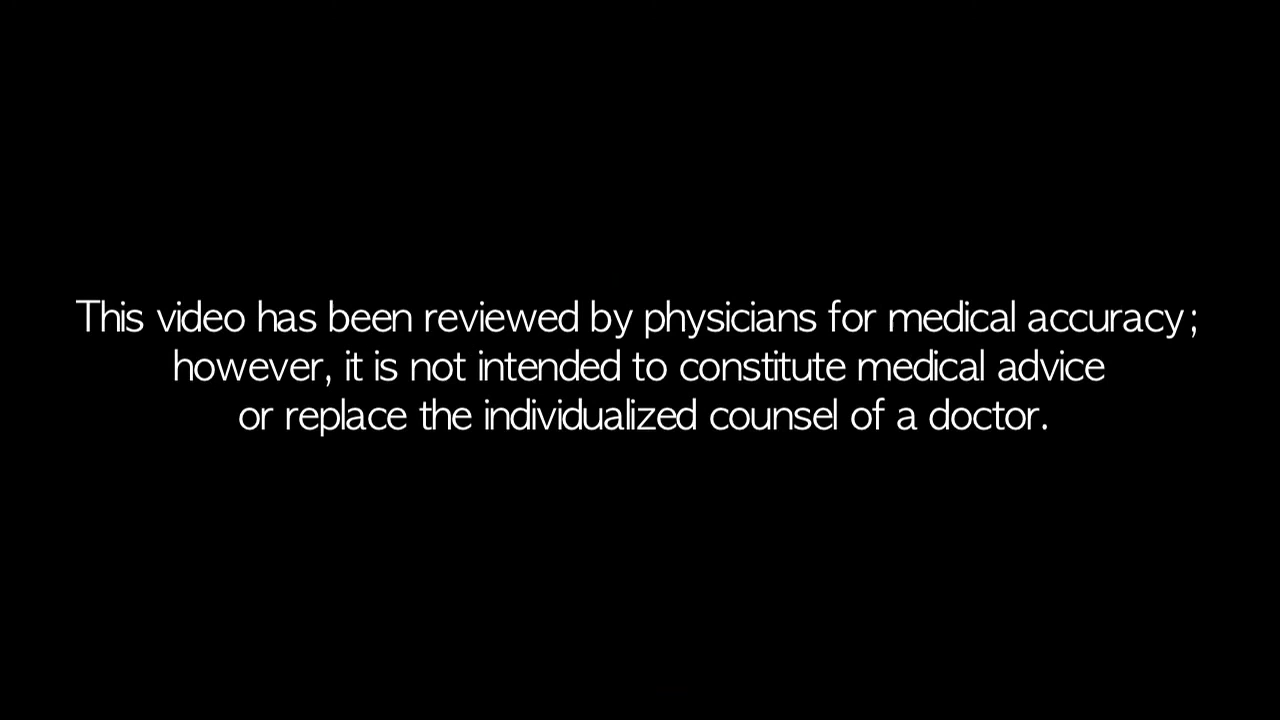 This video has been reviewed by physicians for medical accuracy;
however, it is not intended to constitute medical advice
or replace the individualized counsel of a doctor.